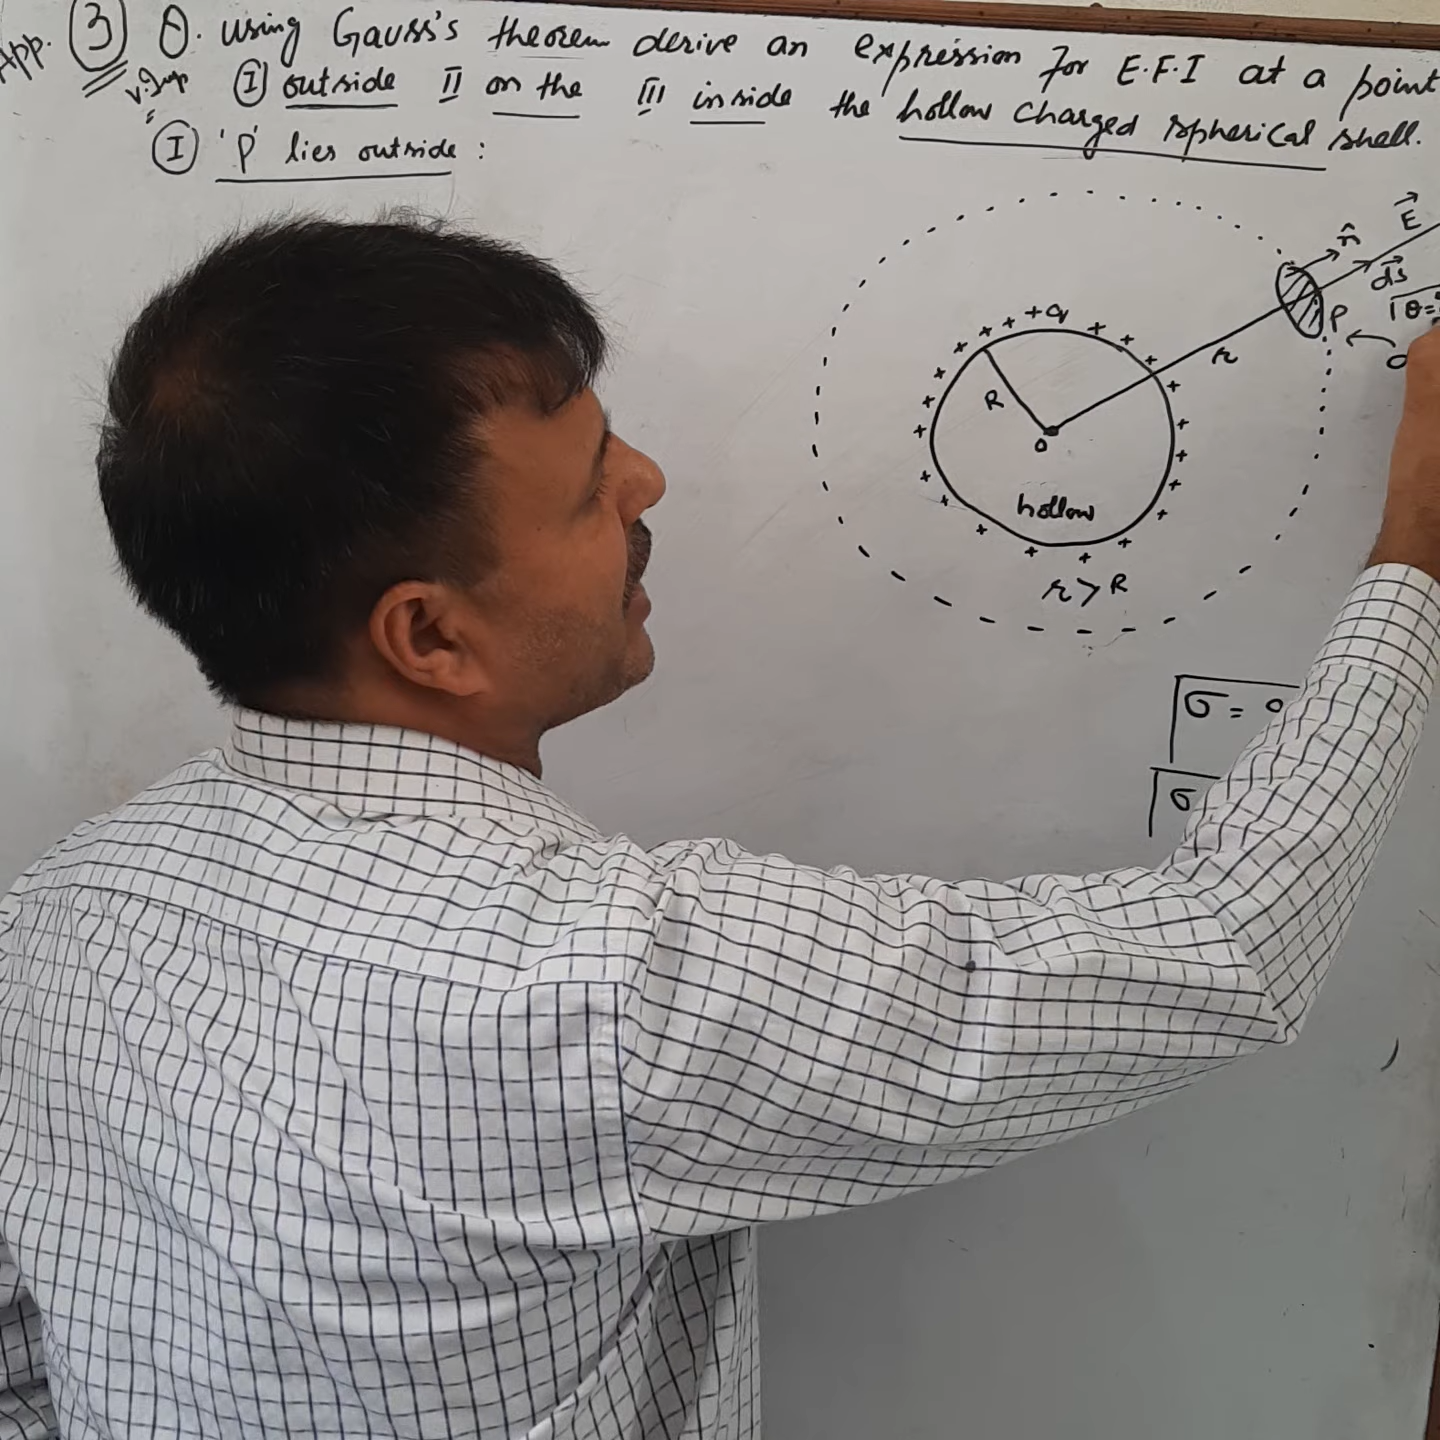 App. 3 Q. using Gauss's theorem derive an expression for E.F.I at a point
v.Imp I outside II on the III inside the hollow charged spherical shell.
I 'P' lies outside :
E
n̂
ds
θ=
P
+q
r
R
O
hollow
r > R
σ =
σ